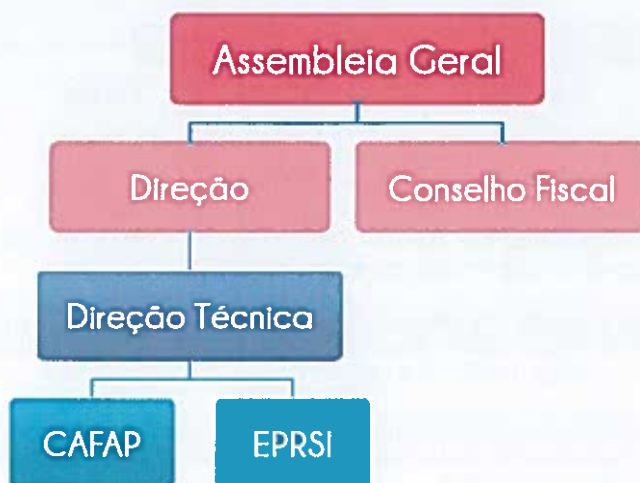 Assembleia Geral
Direção
Conselho Fiscal
Direção Técnica
CAFAP
EPRSI